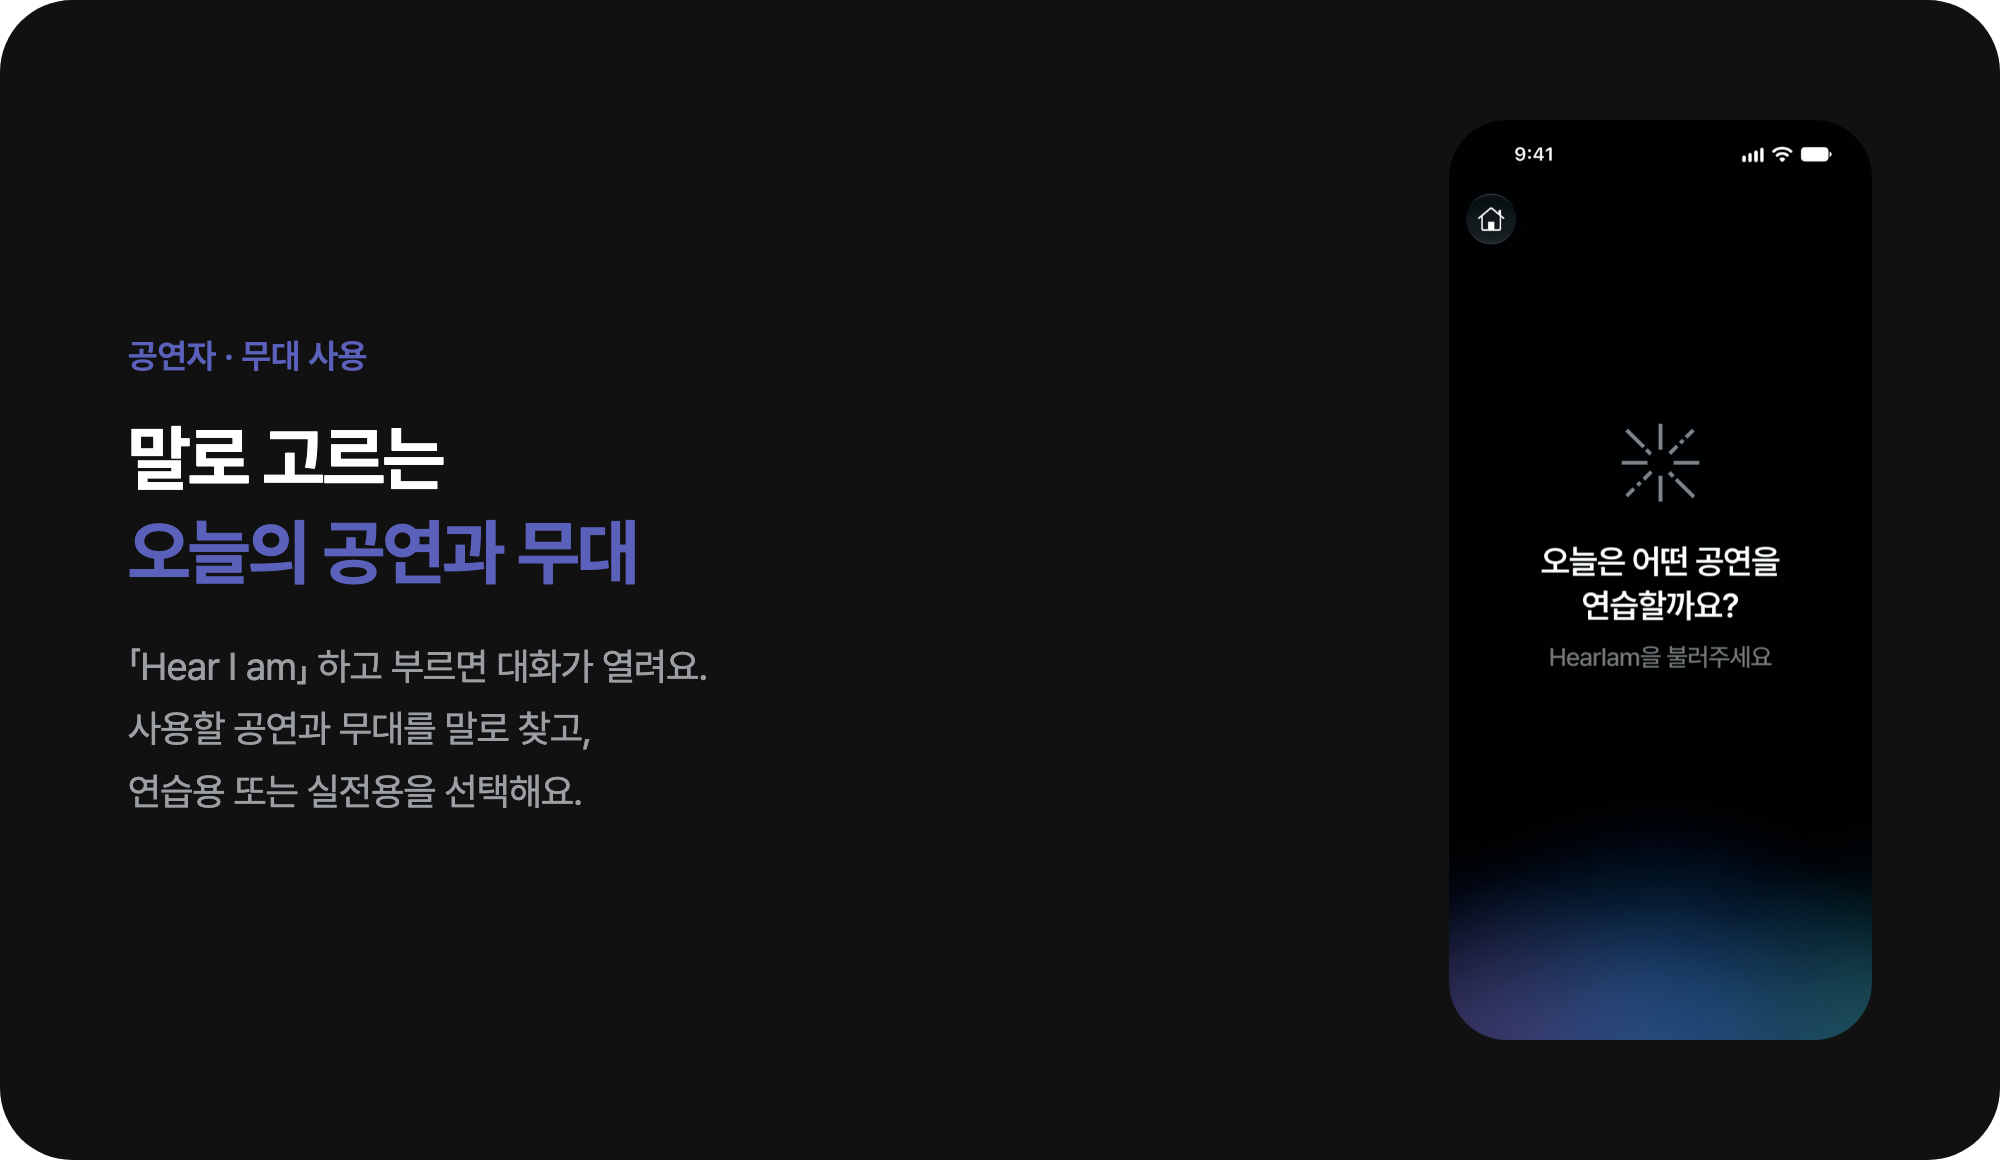 공연자 · 무대 사용
말로 고르는
오늘의 공연과 무대
「Hear I am」 하고 부르면 대화가 열려요.
사용할 공연과 무대를 말로 찾고,
연습용 또는 실전용을 선택해요.
9:41
오늘은 어떤 공연을
연습할까요?
HearIam을 불러주세요